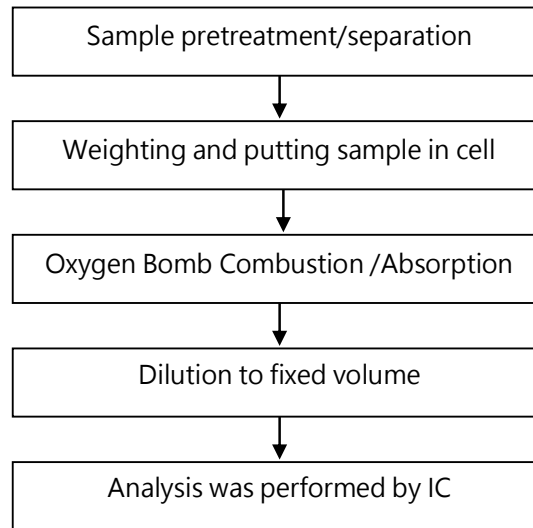 Sample pretreatment/separation
Weighting and putting sample in cell
Oxygen Bomb Combustion /Absorption
Dilution to fixed volume
Analysis was performed by IC